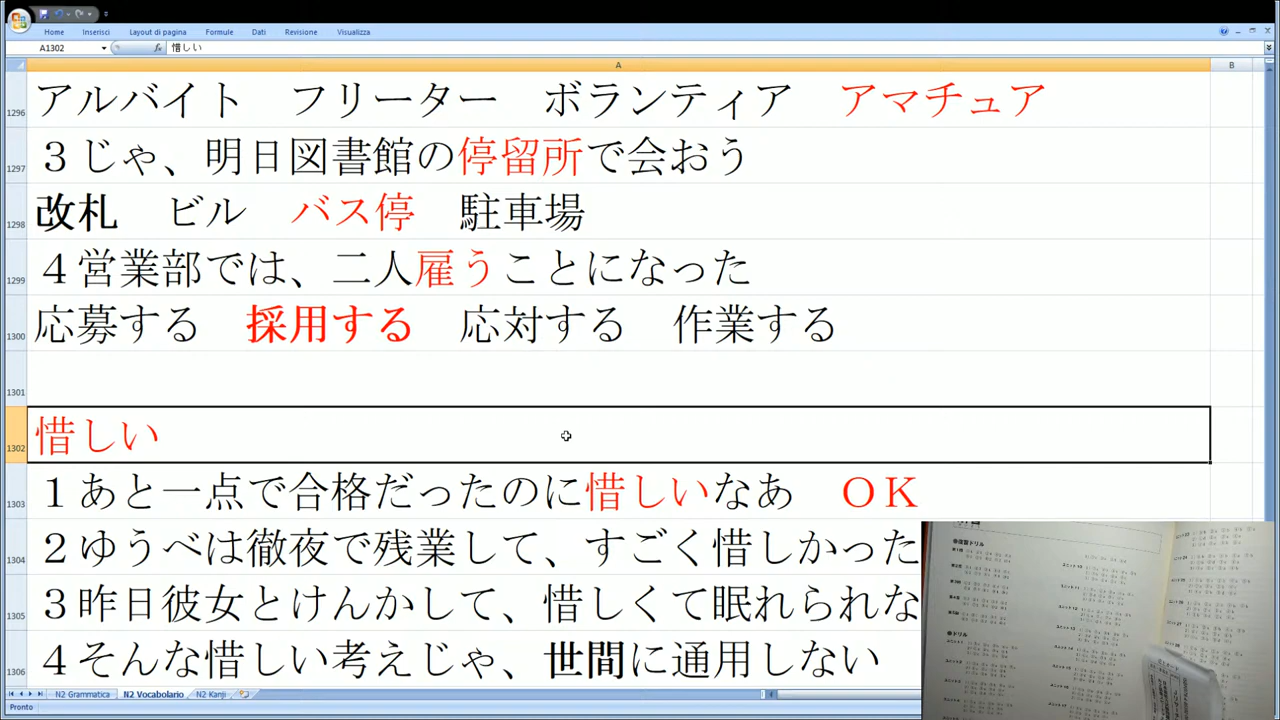 Home Inserisci Layout di pagina Formule Dati Revisione Visualizza
A1302 fx 惜しい
A B
1296 アルバイト フリーター ボランティア アマチュア
1297 3じゃ、明日図書館の停留所で会おう
1298 改札 ビル バス停 駐車場
1299 4営業部では、二人雇うことになった
1300 応募する 採用する 応対する 作業する
1301
1302 惜しい
1303 1あと一点で合格だったのに惜しいなあ OK
1304 2ゆうべは徹夜で残業して、すごく惜しかった
1305 3昨日彼女とけんかして、惜しくて眠れられな
1306 4そんな惜しい考えじゃ、世間に通用しない
N2 Grammatica N2 Vocabolario N2 Kanji
Pronto